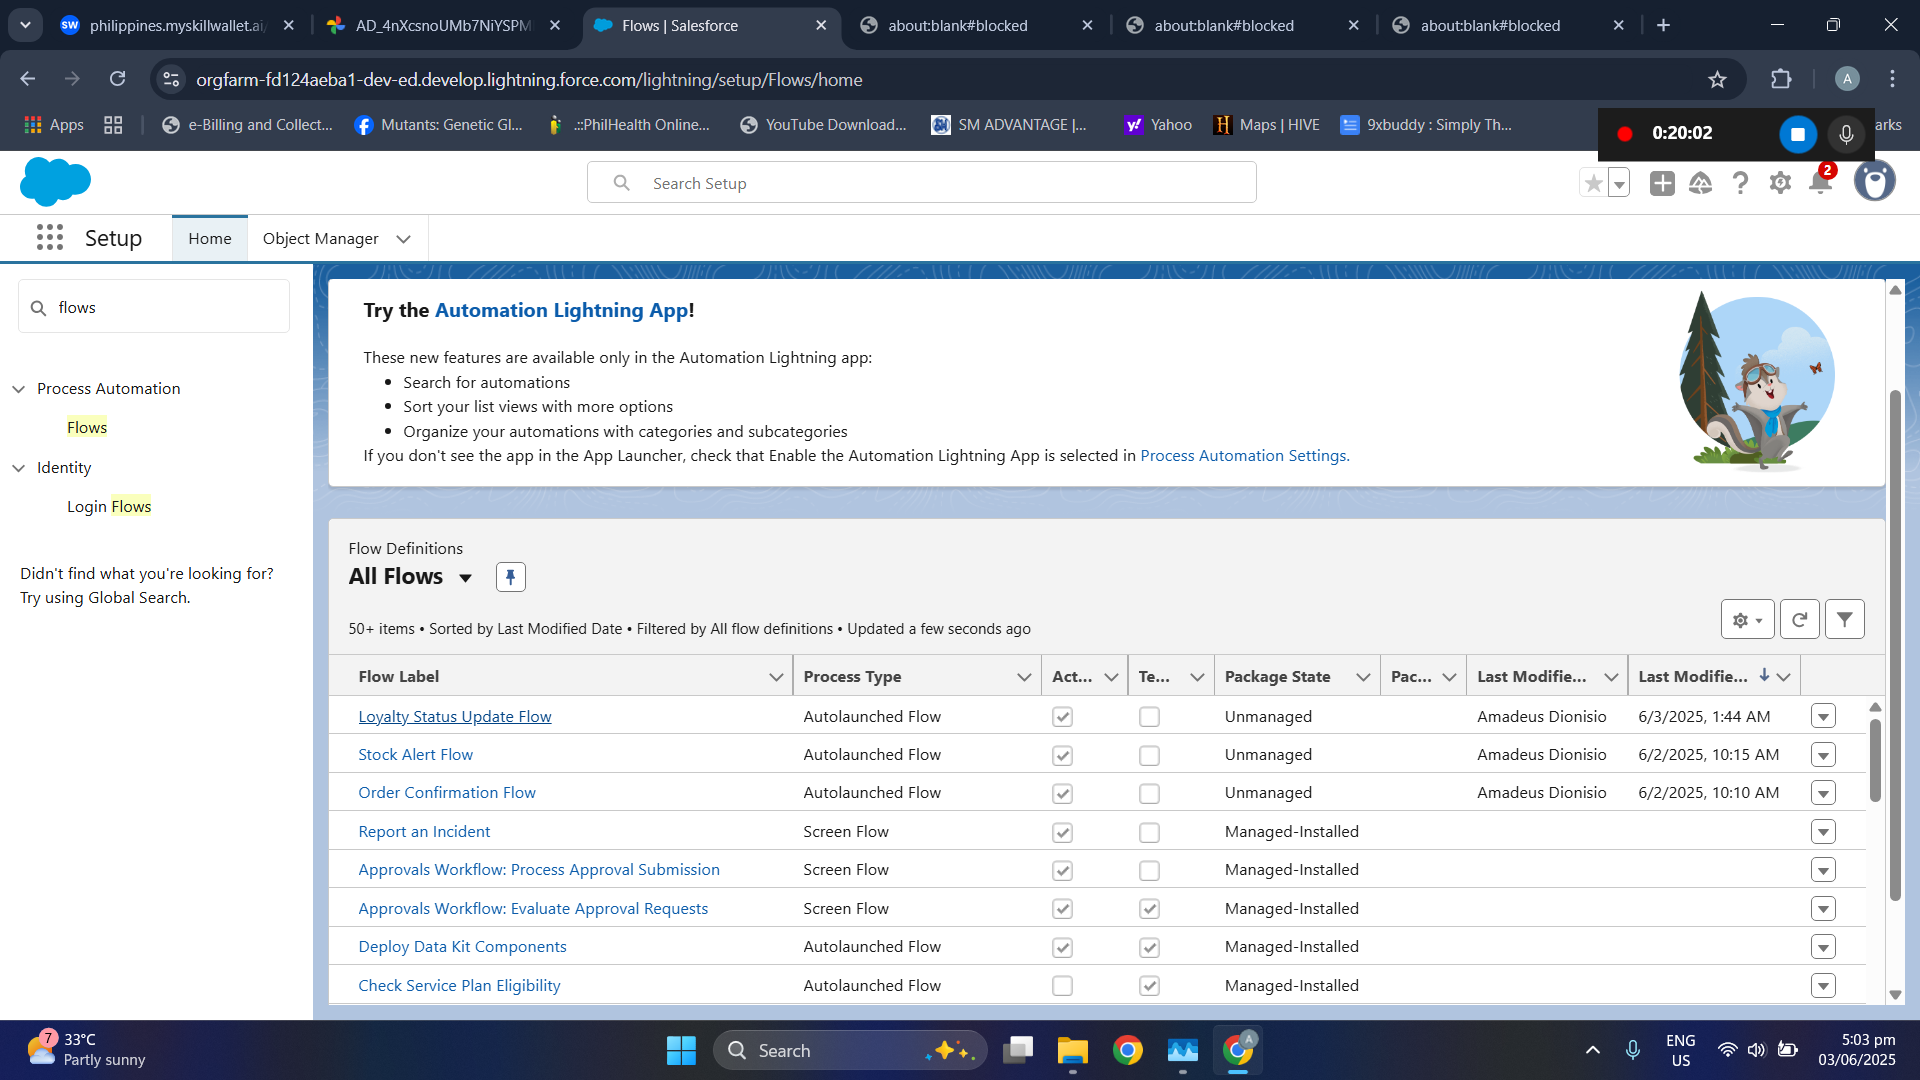 SW philippines.myskillwallet.ai/
AD_4nXcsnoUMb7NiYSPM
Flows | Salesforce
about:blank#blocked
about:blank#blocked
about:blank#blocked
orgfarm-fd124aeba1-dev-ed.develop.lightning.force.com/lightning/setup/Flows/home
A
Apps
e-Billing and Collect...
Mutants: Genetic Gl...
.::PhilHealth Online...
YouTube Download...
SM ADVANTAGE |...
Yahoo
Maps | HIVE
9xbuddy : Simply Th...
arks
0:20:02
Search Setup
2
Setup
Home
Object Manager
flows
Process Automation
Flows
Identity
Login Flows
Didn't find what you're looking for?
Try using Global Search.
Try the Automation Lightning App!
These new features are available only in the Automation Lightning app:
• Search for automations
• Sort your list views with more options
• Organize your automations with categories and subcategories
If you don't see the app in the App Launcher, check that Enable the Automation Lightning App is selected in Process Automation Settings.
Flow Definitions
All Flows
50+ items • Sorted by Last Modified Date • Filtered by All flow definitions • Updated a few seconds ago
Flow Label Process Type Act... Te... Package State Pac... Last Modifie... Last Modifie...
Loyalty Status Update Flow Autolaunched Flow Unmanaged Amadeus Dionisio 6/3/2025, 1:44 AM
Stock Alert Flow Autolaunched Flow Unmanaged Amadeus Dionisio 6/2/2025, 10:15 AM
Order Confirmation Flow Autolaunched Flow Unmanaged Amadeus Dionisio 6/2/2025, 10:10 AM
Report an Incident Screen Flow Managed-Installed
Approvals Workflow: Process Approval Submission Screen Flow Managed-Installed
Approvals Workflow: Evaluate Approval Requests Screen Flow Managed-Installed
Deploy Data Kit Components Autolaunched Flow Managed-Installed
Check Service Plan Eligibility Autolaunched Flow Managed-Installed
7
33°C
Partly sunny
Search
A
ENG
US
5:03 pm
03/06/2025